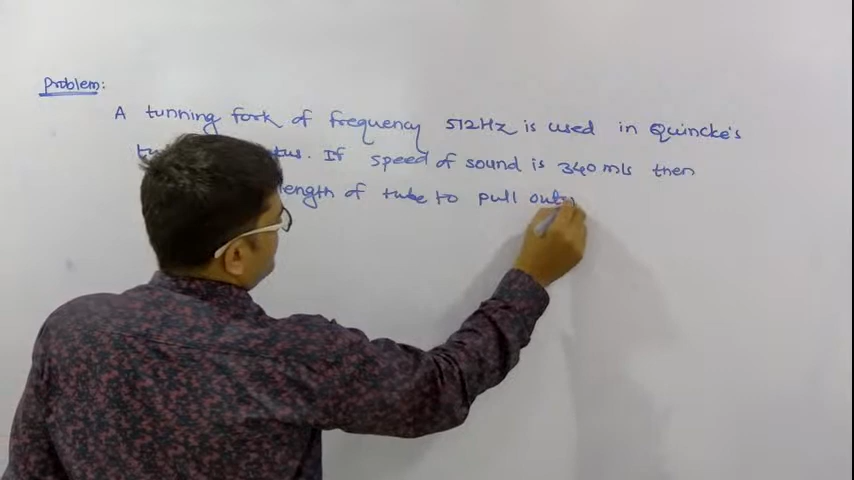 Problem:
A tunning fork of frequency 512Hz is used in Quincke's
If speed of sound is 340 m/s then
length of tube to pull out